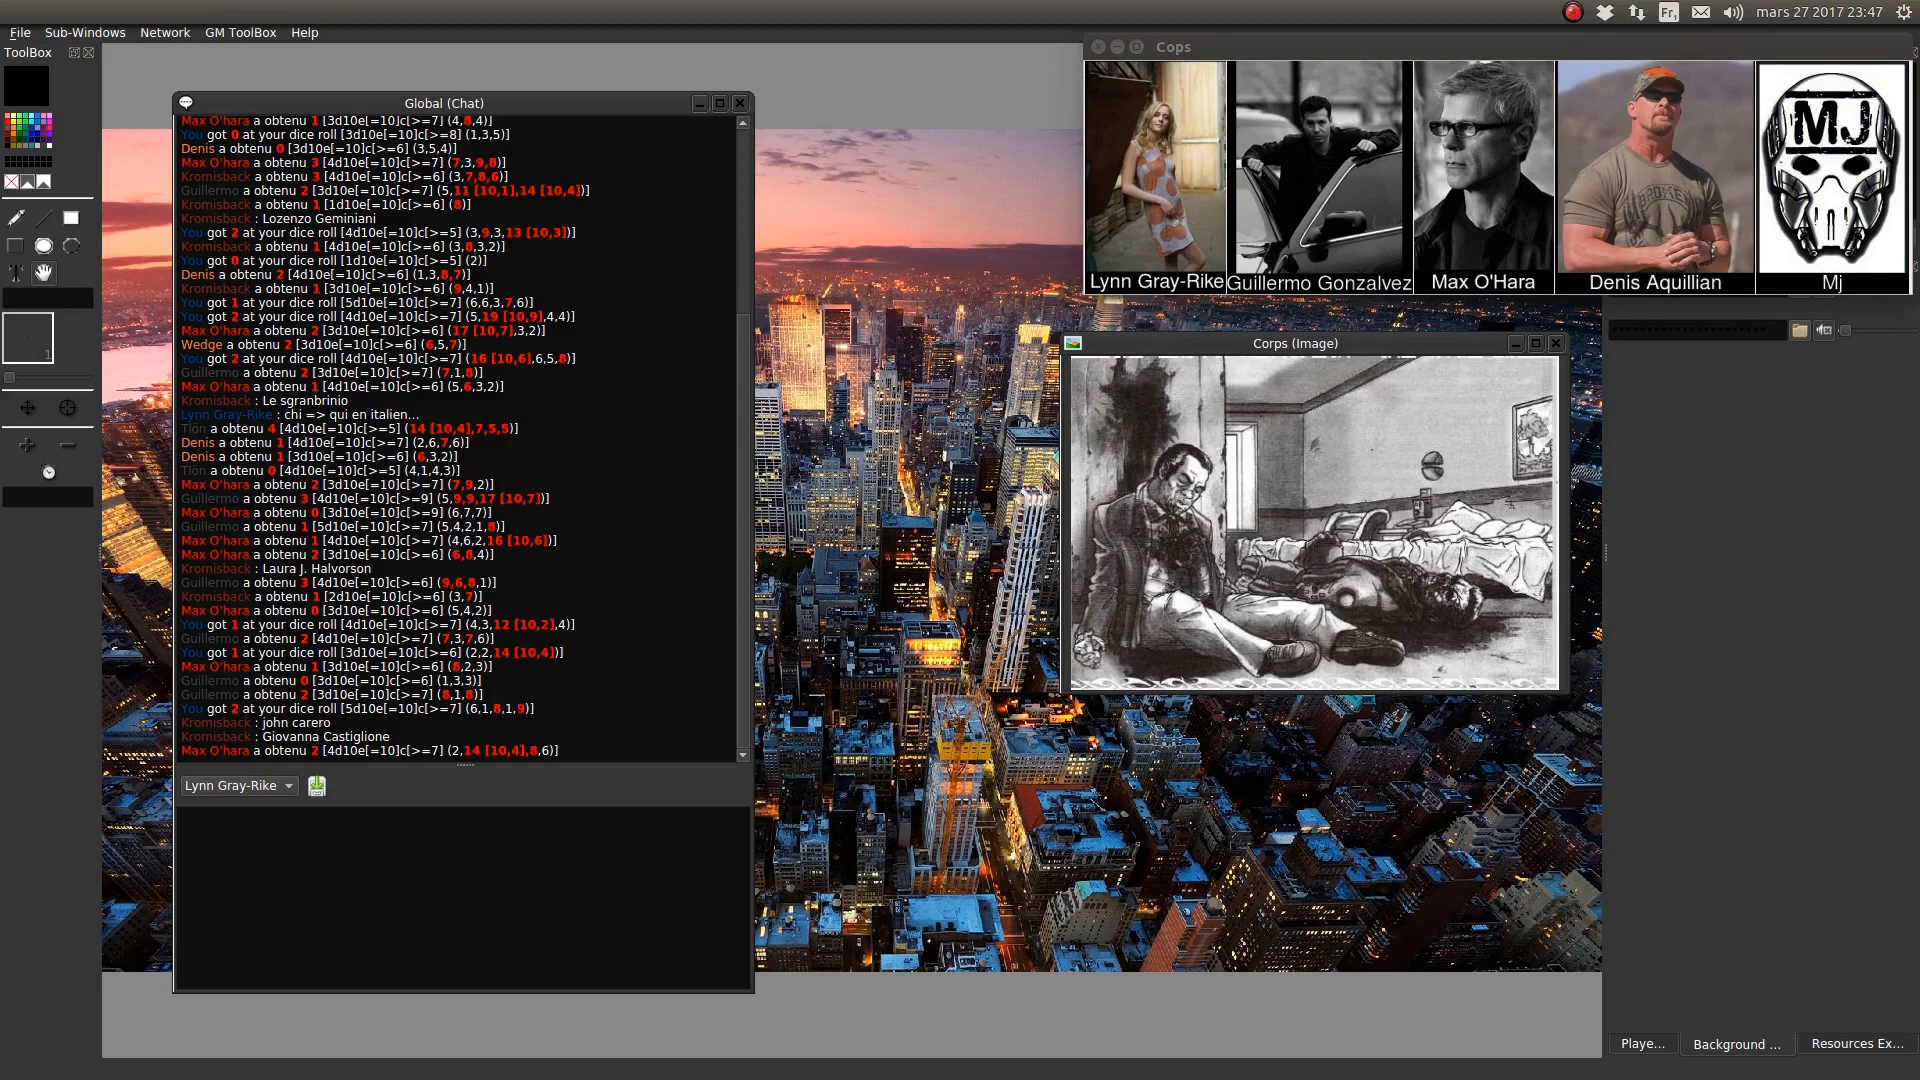 Fr1
mars 27 2017 23:47
File Sub-Windows Network GM ToolBox Help
ToolBox
Cops
MJ
BROKEN
Lynn Gray-Rike
Guillermo Gonzalvez
Max O'Hara
Denis Aquillian
Mj
Global (Chat)
Max O'hara a obtenu 1 [3d10e[=10]c[>=7] (4,8,4)]
You got 0 at your dice roll [3d10e[=10]c[>=8] (1,3,5)]
Denis a obtenu 0 [3d10e[=10]c[>=6] (3,5,4)]
Max O'hara a obtenu 3 [4d10e[=10]c[>=7] (7,3,9,8)]
Kromisback a obtenu 3 [4d10e[=10]c[>=6] (3,7,8,6)]
Guillermo a obtenu 2 [3d10e[=10]c[>=7] (5,11 [10,1],14 [10,4])]
Kromisback a obtenu 1 [1d10e[=10]c[>=6] (8)]
Kromisback : Lozenzo Geminiani
You got 2 at your dice roll [4d10e[=10]c[>=5] (3,9,3,13 [10,3])]
Kromisback a obtenu 1 [4d10e[=10]c[>=6] (3,8,3,2)]
You got 0 at your dice roll [1d10e[=10]c[>=5] (2)]
Denis a obtenu 2 [4d10e[=10]c[>=6] (1,3,8,7)]
Kromisback a obtenu 1 [3d10e[=10]c[>=6] (9,4,1)]
You got 1 at your dice roll [5d10e[=10]c[>=7] (6,6,3,7,6)]
You got 2 at your dice roll [4d10e[=10]c[>=7] (5,19 [10,9],4,4)]
Max O'hara a obtenu 2 [3d10e[=10]c[>=6] (17 [10,7],3,2)]
Wedge a obtenu 2 [3d10e[=10]c[>=6] (6,5,7)]
You got 2 at your dice roll [4d10e[=10]c[>=7] (16 [10,6],6,5,8)]
Guillermo a obtenu 2 [3d10e[=10]c[>=7] (7,1,8)]
Max O'hara a obtenu 1 [4d10e[=10]c[>=6] (5,6,3,2)]
Kromisback : Le sgranbrinio
Lynn Gray-Rike : chi => qui en italien...
Tlön a obtenu 4 [4d10e[=10]c[>=5] (14 [10,4],7,5,5)]
Denis a obtenu 1 [4d10e[=10]c[>=7] (2,6,7,6)]
Denis a obtenu 1 [3d10e[=10]c[>=6] (6,3,2)]
Tlön a obtenu 0 [4d10e[=10]c[>=5] (4,1,4,3)]
Max O'hara a obtenu 2 [3d10e[=10]c[>=7] (7,9,2)]
Guillermo a obtenu 3 [4d10e[=10]c[>=9] (5,9,9,17 [10,7])]
Max O'hara a obtenu 0 [3d10e[=10]c[>=9] (6,7,7)]
Guillermo a obtenu 1 [5d10e[=10]c[>=7] (5,4,2,1,8)]
Max O'hara a obtenu 1 [4d10e[=10]c[>=7] (4,6,2,16 [10,6])]
Max O'hara a obtenu 2 [3d10e[=10]c[>=6] (6,8,4)]
Kromisback : Laura J. Halvorson
Guillermo a obtenu 3 [4d10e[=10]c[>=6] (9,6,8,1)]
Kromisback a obtenu 1 [2d10e[=10]c[>=6] (3,7)]
Max O'hara a obtenu 0 [3d10e[=10]c[>=6] (5,4,2)]
You got 1 at your dice roll [4d10e[=10]c[>=7] (4,3,12 [10,2],4)]
Guillermo a obtenu 2 [4d10e[=10]c[>=7] (7,3,7,6)]
You got 1 at your dice roll [3d10e[=10]c[>=6] (2,2,14 [10,4])]
Max O'hara a obtenu 1 [3d10e[=10]c[>=6] (8,2,3)]
Guillermo a obtenu 0 [3d10e[=10]c[>=6] (1,3,3)]
Guillermo a obtenu 2 [3d10e[=10]c[>=7] (8,1,8)]
You got 2 at your dice roll [5d10e[=10]c[>=7] (6,1,8,1,9)]
Kromisback : john carero
Kromisback : Giovanna Castiglione
Max O'hara a obtenu 2 [4d10e[=10]c[>=7] (2,14 [10,4],8,6)]
Lynn Gray-Rike
1
Corps (Image)
Playe...
Background ...
Resources Ex...